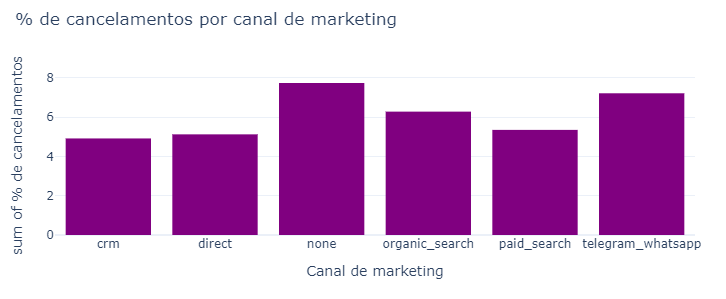 % de cancelamentos por canal de marketing
sum of % de cancelamentos
8
6
4
2
0
crm direct none organic_search paid_search telegram_whatsapp
Canal de marketing